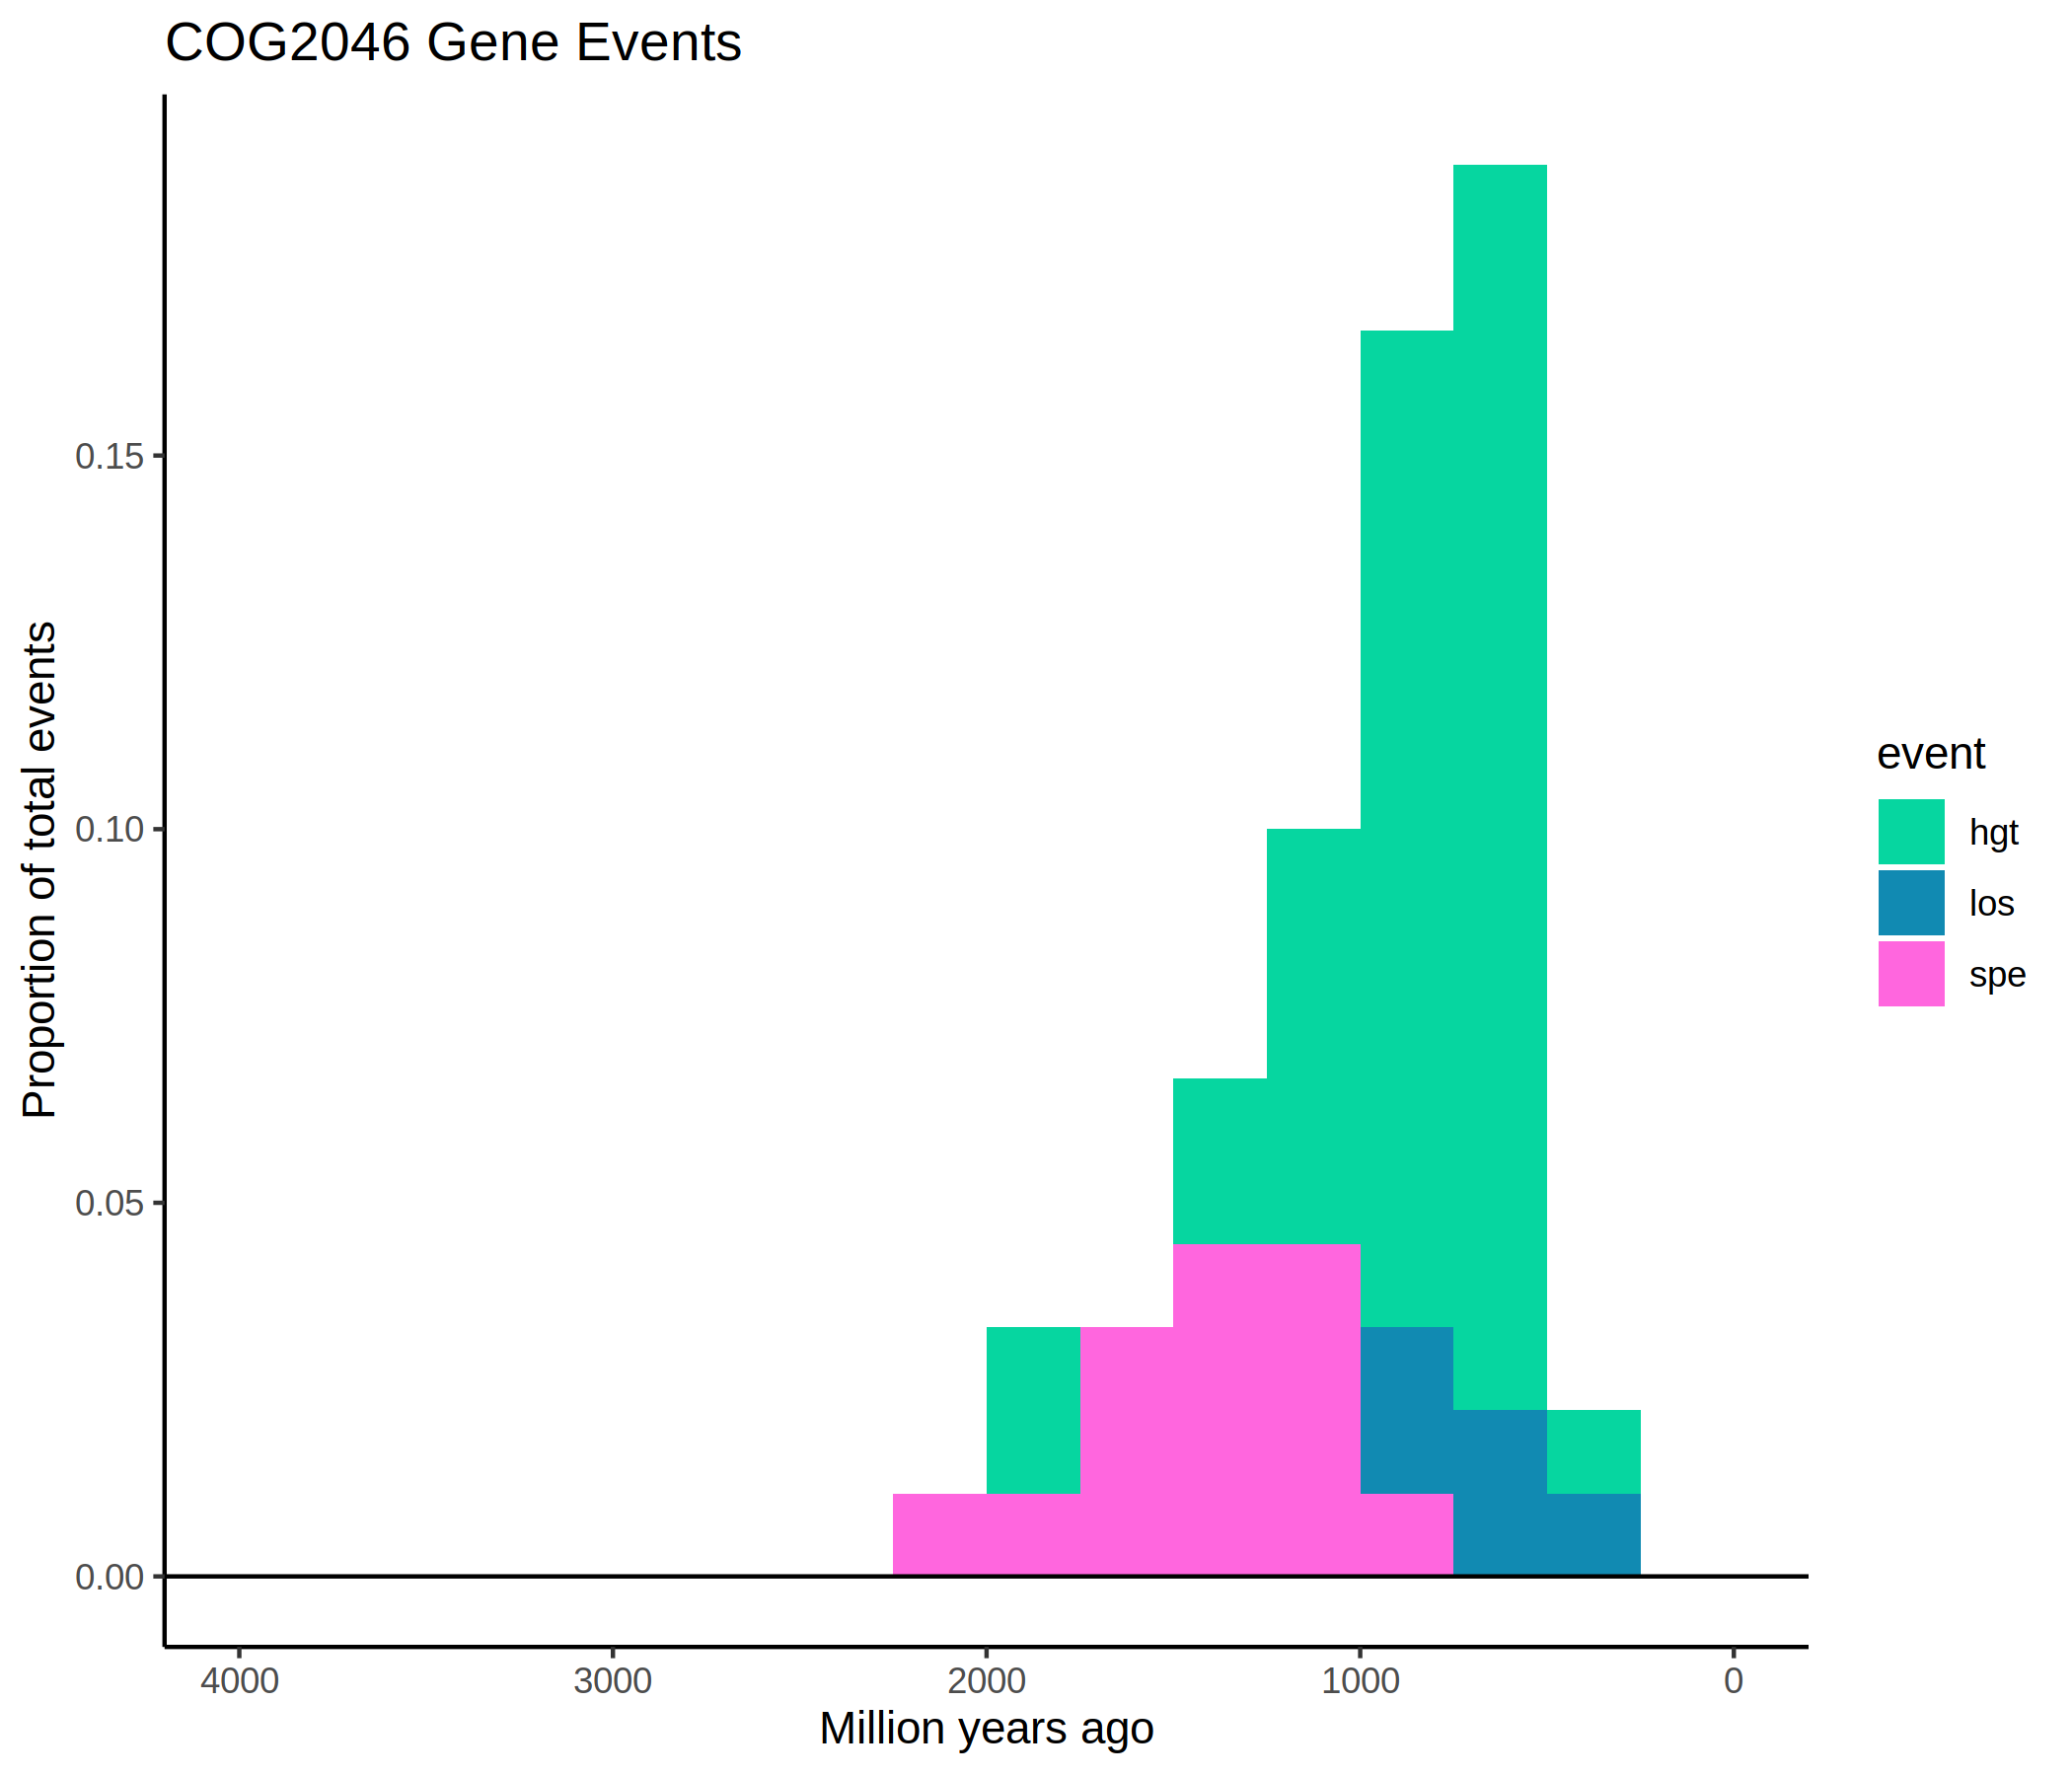 COG2046 Gene Events
Proportion of total events
0.15
0.10
0.05
0.00
4000 3000 2000 1000 0
Million years ago
event
hgt
los
spe